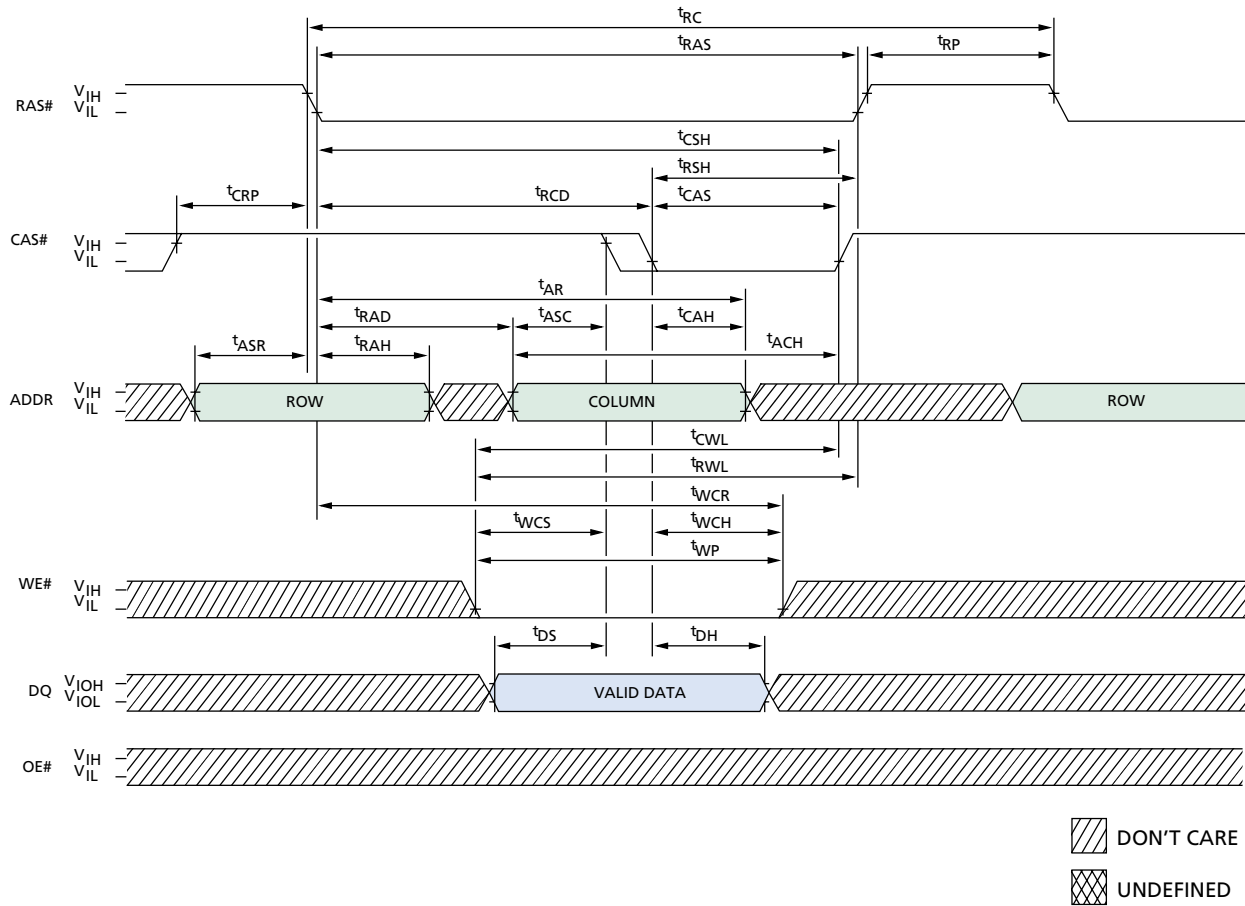 tRC
tRAS
tRP
RAS#
VIH
VIL
tCSH
tRSH
tCRP
tRCD
tCAS
CAS#
VIH
VIL
tAR
tRAD
tASC
tCAH
tASR
tRAH
tACH
ADDR
VIH
VIL
ROW
COLUMN
ROW
tCWL
tRWL
tWCR
tWCS
tWCH
tWP
WE#
VIH
VIL
tDS
tDH
DQ
VIOH
VIOL
VALID DATA
OE#
VIH
VIL
DON'T CARE
UNDEFINED